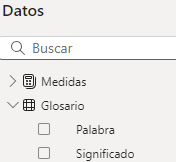 Datos
Buscar
Medidas
Glosario
Palabra
Significado